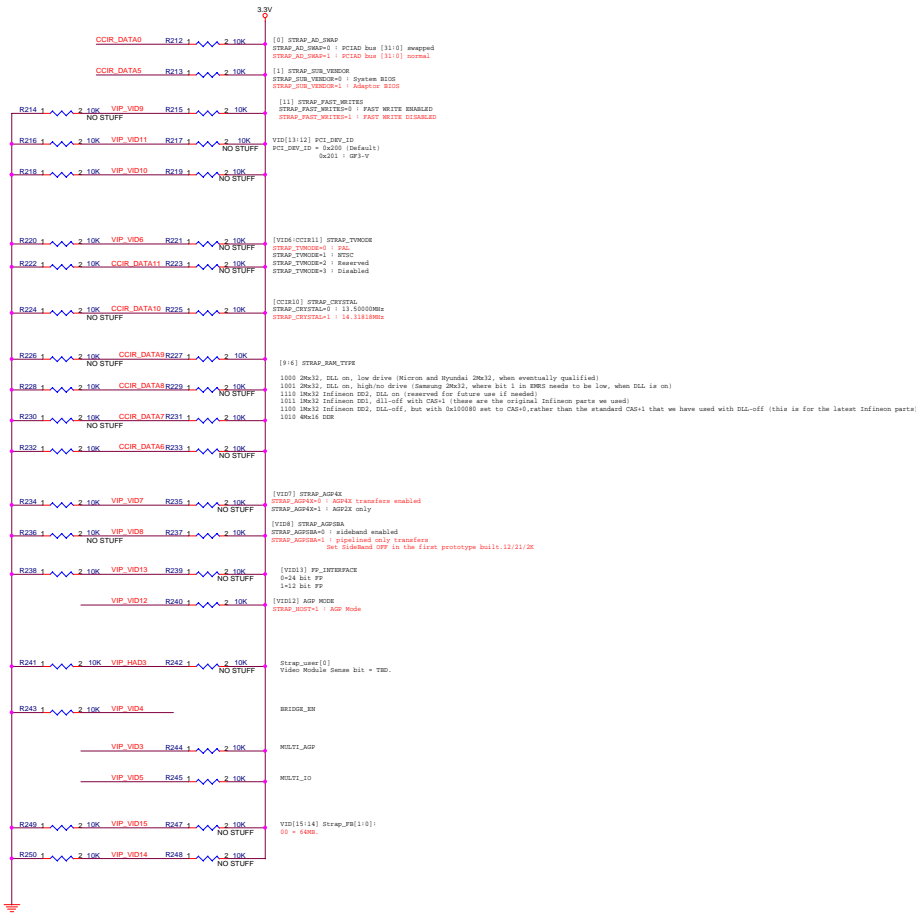 3.3V
CCIR_DATA0 R212 1 2 10K
[0] STRAP_AD_SWAP
STRAP_AD_SWAP=0 : PCIAD bus [31:0] swapped
STRAP_AD_SWAP=1 : PCIAD bus [31:0] normal
CCIR_DATA5 R213 1 2 10K
[1] STRAP_SUB_VENDOR
STRAP_SUB_VENDOR=0 : System BIOS
STRAP_SUB_VENDOR=1 : Adaptor BIOS
R214 1 2 10K VIP_VID9 R215 1 2 10K
NO STUFF
[11] STRAP_FAST_WRITES
STRAP_FAST_WRITES=0 : FAST WRITE ENABLED
STRAP_FAST_WRITES=1 : FAST WRITE DISABLED
R216 1 2 10K VIP_VID11 R217 1 2 10K
NO STUFF
VID[13:12] PCI_DEV_ID
PCI_DEV_ID = 0x200 (Default)
0x201 : GF3-V
R218 1 2 10K VIP_VID10 R219 1 2 10K
NO STUFF
R220 1 2 10K VIP_VID6 R221 1 2 10K
NO STUFF
[VID6:CCIR11] STRAP_TVMODE
STRAP_TVMODE=0 : PAL
STRAP_TVMODE=1 : NTSC
STRAP_TVMODE=2 : Reserved
STRAP_TVMODE=3 : Disabled
R222 1 2 10K CCIR_DATA11 R223 1 2 10K
NO STUFF
R224 1 2 10K CCIR_DATA10 R225 1 2 10K
NO STUFF
[CCIR10] STRAP_CRYSTAL
STRAP_CRYSTAL=0 : 13.50000MHz
STRAP_CRYSTAL=1 : 14.31818MHz
R226 1 2 10K CCIR_DATA9 R227 1 2 10K
NO STUFF
[9:6] STRAP_RAM_TYPE
1000 2Mx32, DLL on, low drive (Micron and Hyundai 2Mx32, when eventually qualified)
1001 2Mx32, DLL on, high/no drive (Samsung 2Mx32, where bit 1 in EMRS needs to be low, when DLL is on)
1110 1Mx32 Infineon DD2, DLL on (reserved for future use if needed)
1011 1Mx32 Infineon DD1, dll-off with CAS+1 (these are the original Infineon parts we used)
1100 1Mx32 Infineon DD2, DLL-off, but with 0x100080 set to CAS+0,rather than the standard CAS+1 that we have used with DLL-off (this is for the latest Infineon parts)
1010 4Mx16 DDR
R228 1 2 10K CCIR_DATA8 R229 1 2 10K
NO STUFF
R230 1 2 10K CCIR_DATA7 R231 1 2 10K
NO STUFF
R232 1 2 10K CCIR_DATA6 R233 1 2 10K
NO STUFF
R234 1 2 10K VIP_VID7 R235 1 2 10K
NO STUFF
[VID7] STRAP_AGP4X
STRAP_AGP4X=0 : AGP4X transfers enabled
STRAP_AGP4X=1 : AGP2X only
R236 1 2 10K VIP_VID8 R237 1 2 10K
NO STUFF
[VID8] STRAP_AGPSBA
STRAP_AGPSBA=0 : sideband enabled
STRAP_AGPSBA=1 : pipelined only transfers
Set SideBand OFF in the first prototype built.12/21/2K
R238 1 2 10K VIP_VID13 R239 1 2 10K
NO STUFF
[VID13] FP_INTERFACE
0=24 bit FP
1=12 bit FP
VIP_VID12 R240 1 2 10K
[VID12] AGP MODE
STRAP_HOST=1 : AGP Mode
R241 1 2 10K VIP_HAD3 R242 1 2 10K
NO STUFF
Strap_user[0]
Video Module Sense bit = TBD.
R243 1 2 10K VIP_VID4
BRIDGE_EN
VIP_VID3 R244 1 2 10K
MULTI_AGP
VIP_VID5 R245 1 2 10K
MULTI_IO
R249 1 2 10K VIP_VID15 R247 1 2 10K
NO STUFF
VID[15:14] Strap_FB[1:0]:
00 = 64MB.
R250 1 2 10K VIP_VID14 R248 1 2 10K
NO STUFF